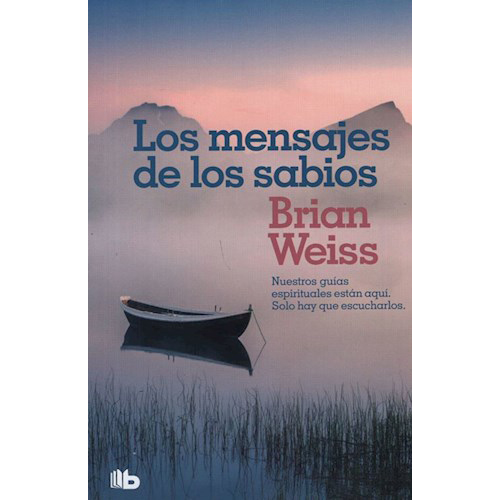 Los mensajes
de los sabios
Brian
Weiss
Nuestros guías
espirituales están aquí.
Solo hay que escucharlos.
b